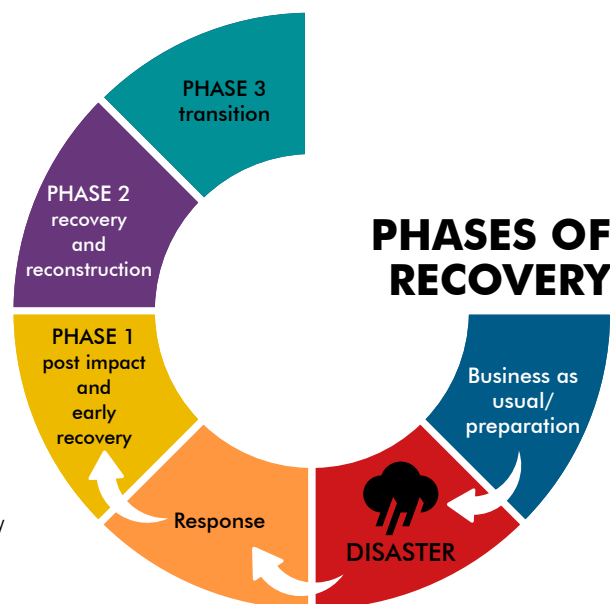 PHASES OF
RECOVERY
Business as
usual/
preparation
DISASTER
Response
PHASE 1
post impact
and
early
recovery
PHASE 2
recovery
and
reconstruction
PHASE 3
transition